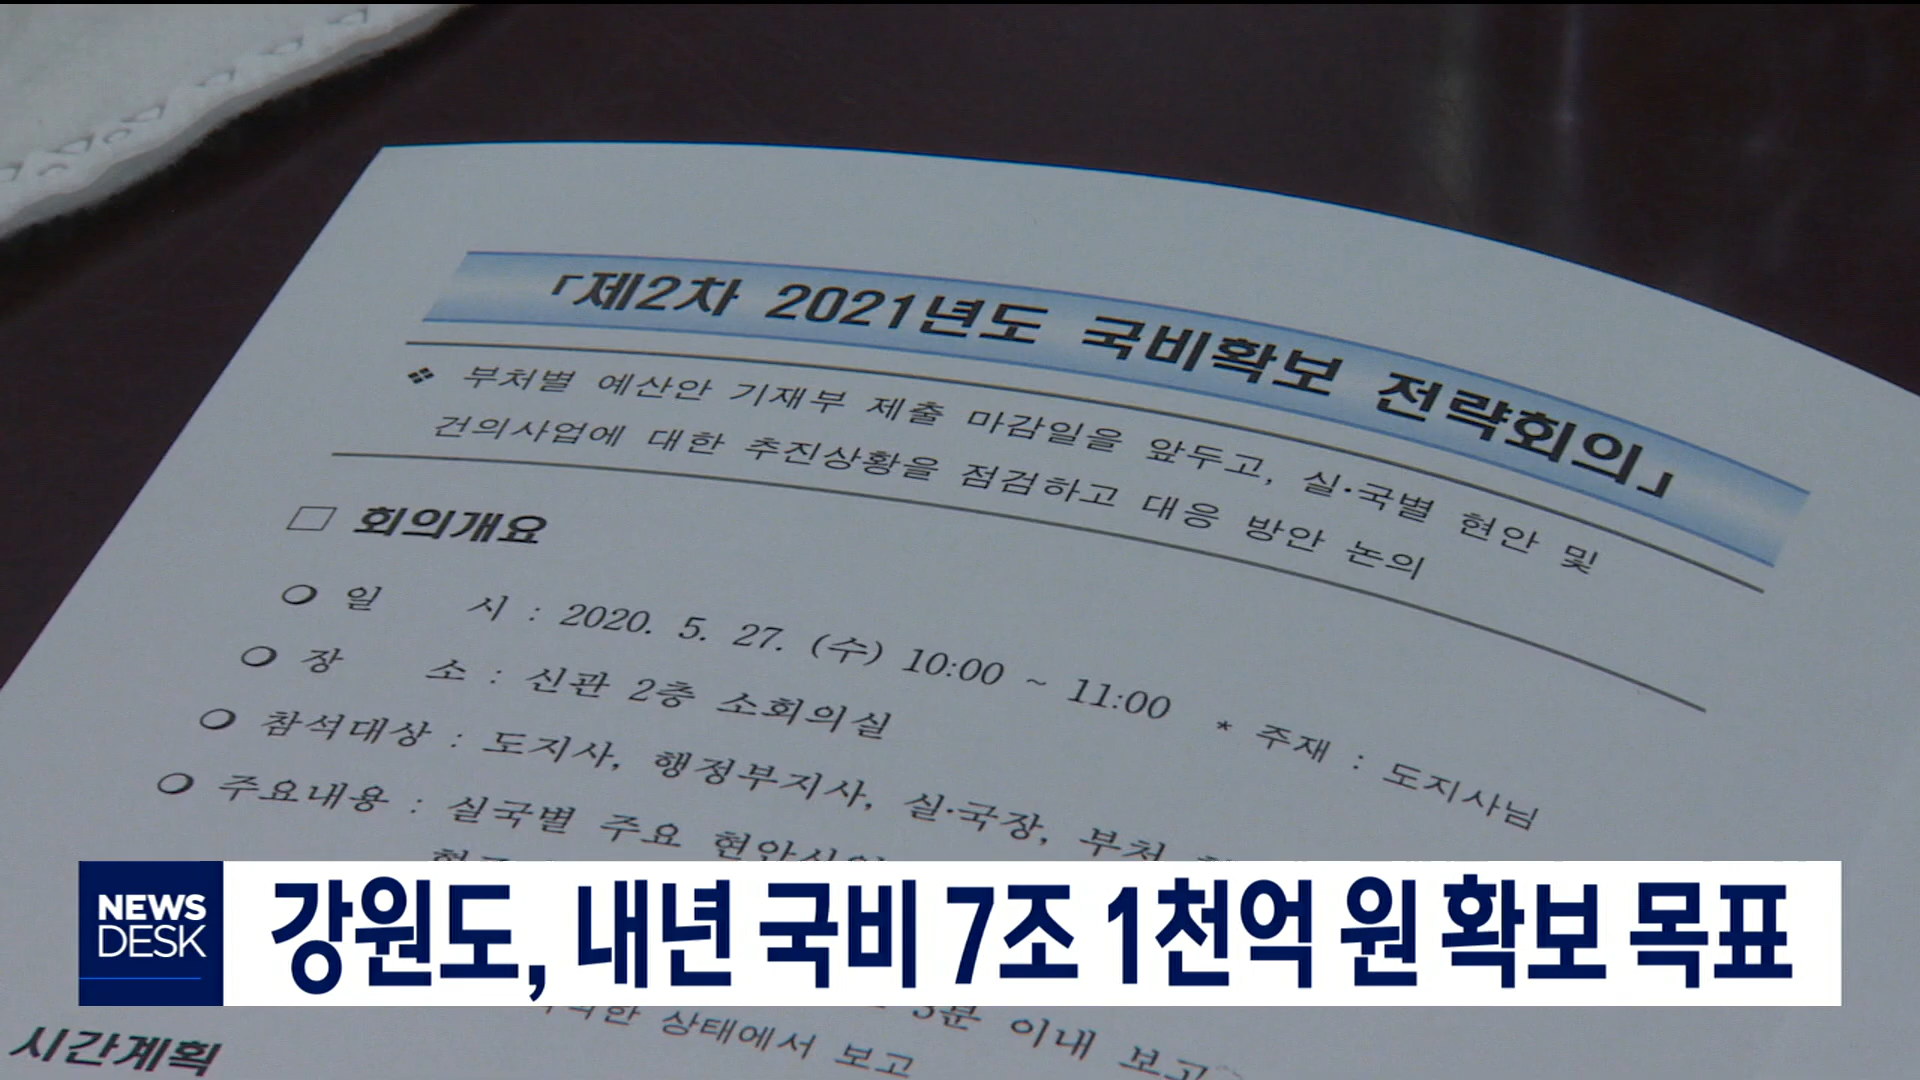 「제2차 2021년도 국비확보 전략회의」
❖ 부처별 예산안 기재부 제출 마감일을 앞두고, 실·국별 현안 및
건의사업에 대한 추진상황을 점검하고 대응 방안 논의
□ 회의개요
❍ 일 시 : 2020. 5. 27. (수) 10:00 ~ 11:00 * 주재 : 도지사님
❍ 장 소 : 신관 2층 소회의실
❍ 참석대상 : 도지사, 행정부지사, 실·국장, 부처
❍ 주요내용 : 실국별 주요 현안사업
NEWS
DESK
강원도, 내년 국비 7조 1천억 원 확보 목표
이내 보고
상태에서 보고
시간계획